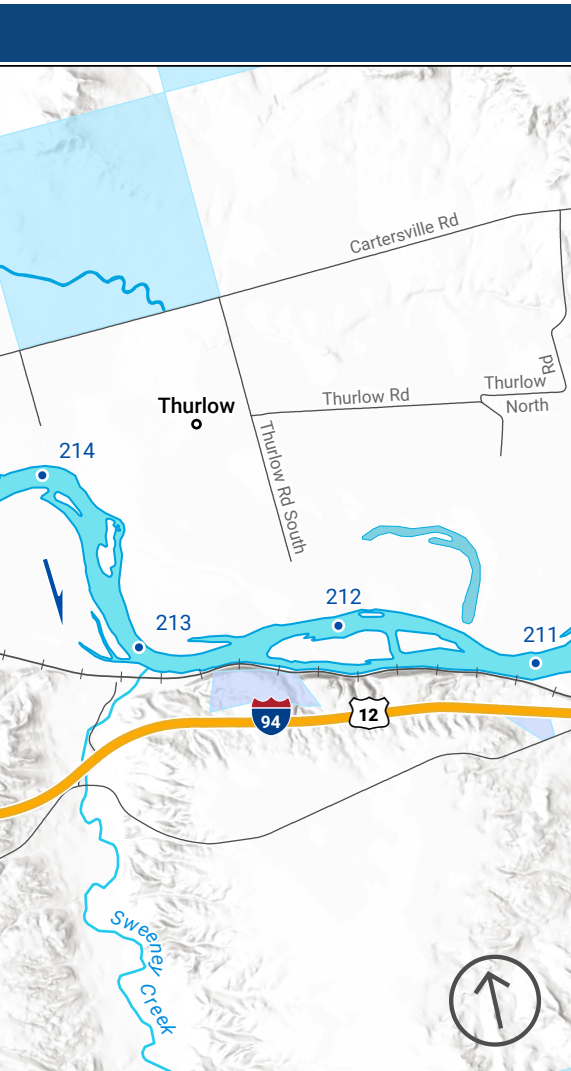 Cartersville Rd
Rd
Thurlow
North
Thurlow Rd
Thurlow
Thurlow Rd South
214
213
212
211
94
12
Sweeney
Creek